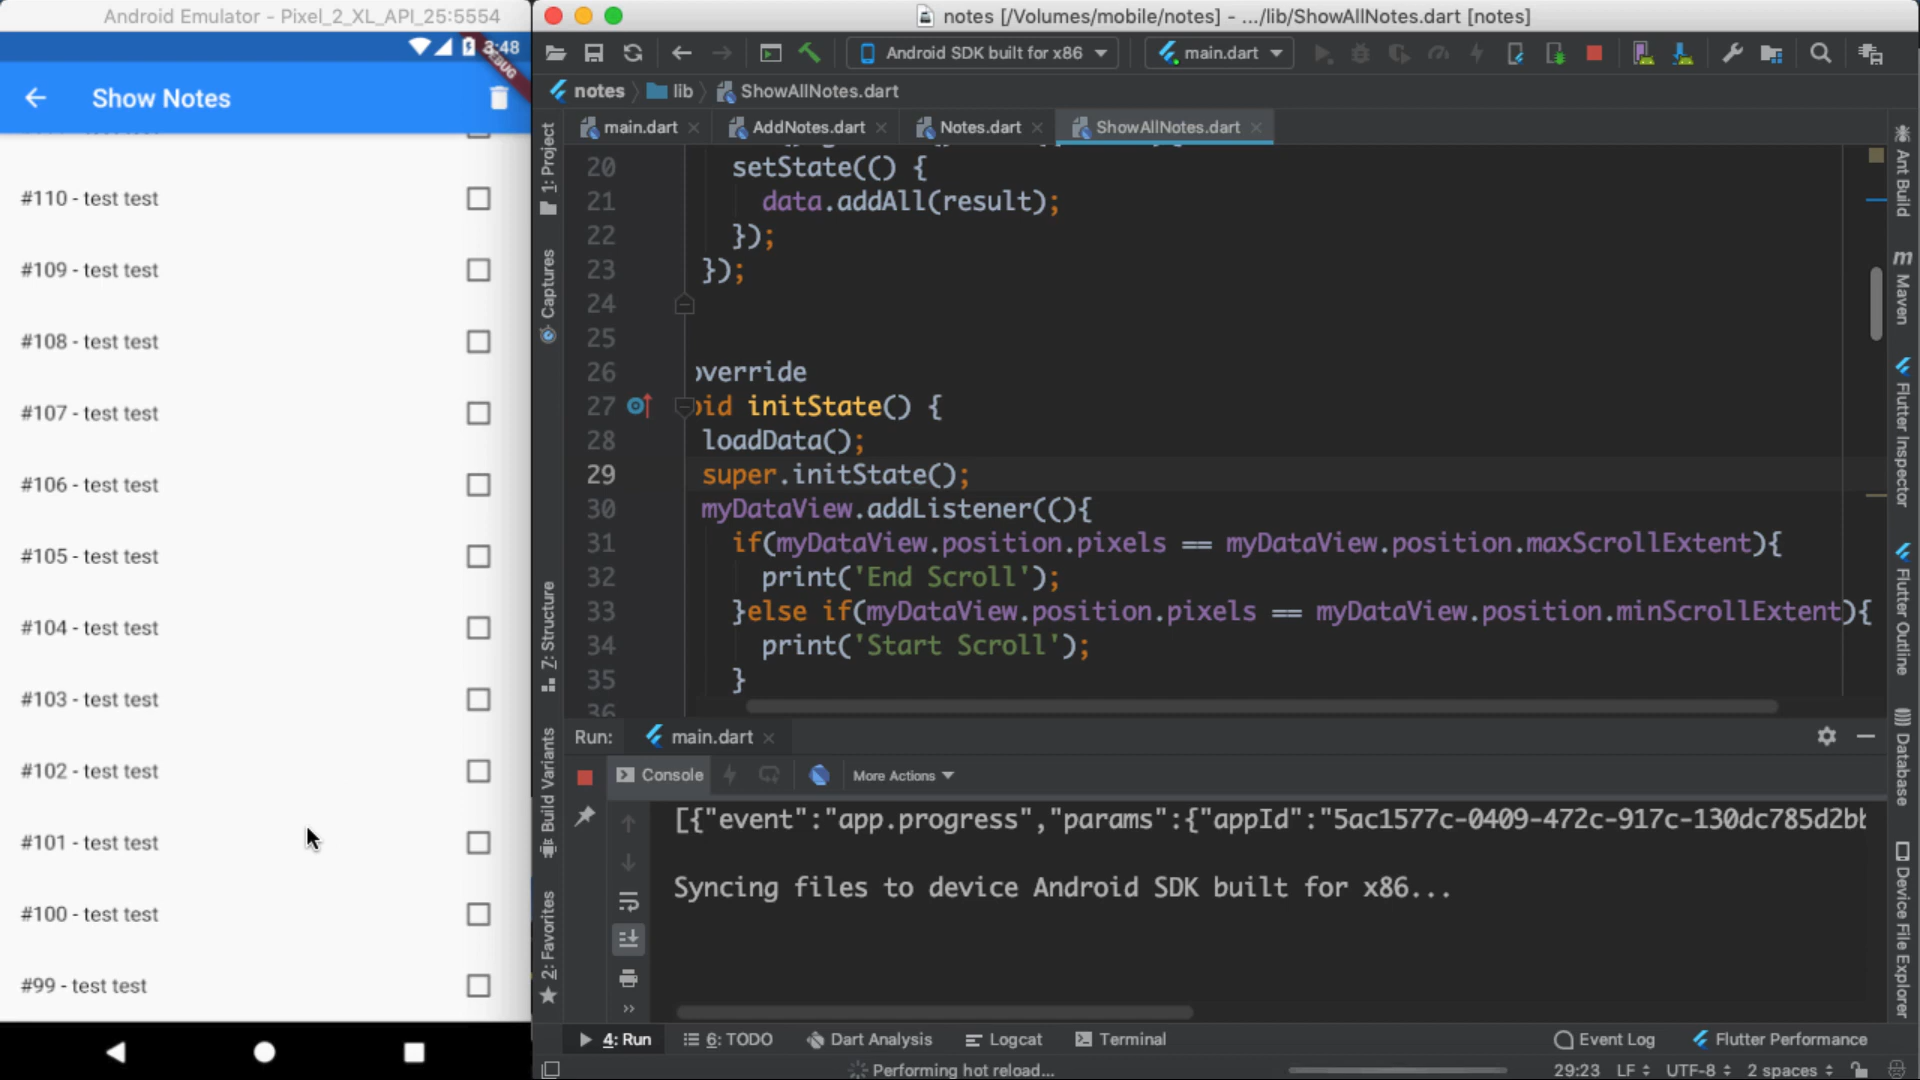 Android Emulator - Pixel_2_XL_API_25:5554
3:48
DEBUG
Show Notes
#110 - test test
#109 - test test
#108 - test test
#107 - test test
#106 - test test
#105 - test test
#104 - test test
#103 - test test
#102 - test test
#101 - test test
#100 - test test
#99 - test test
notes [/Volumes/mobile/notes] - .../lib/ShowAllNotes.dart [notes]
Android SDK built for x86
main.dart
notes lib ShowAllNotes.dart
main.dart AddNotes.dart Notes.dart ShowAllNotes.dart
1: Project
Captures
7: Structure
Build Variants
2: Favorites
20 setState(() {
21 data.addAll(result);
22 });
23 });
24
25
26 override
27 oid initState() {
28 loadData();
29 super.initState();
30 myDataView.addListener((){
31 if(myDataView.position.pixels == myDataView.position.maxScrollExtent){
32 print('End Scroll');
33 }else if(myDataView.position.pixels == myDataView.position.minScrollExtent){
34 print('Start Scroll');
35 }
36
Ant Build
Maven
Flutter Inspector
Flutter Outline
Database
Device File Explorer
Run: main.dart
Console More Actions
[{"event":"app.progress","params":{"appId":"5ac1577c-0409-472c-917c-130dc785d2bb
Syncing files to device Android SDK built for x86...
4: Run 6: TODO Dart Analysis Logcat Terminal Event Log Flutter Performance
Performing hot reload... 29:23 LF UTF-8 2 spaces